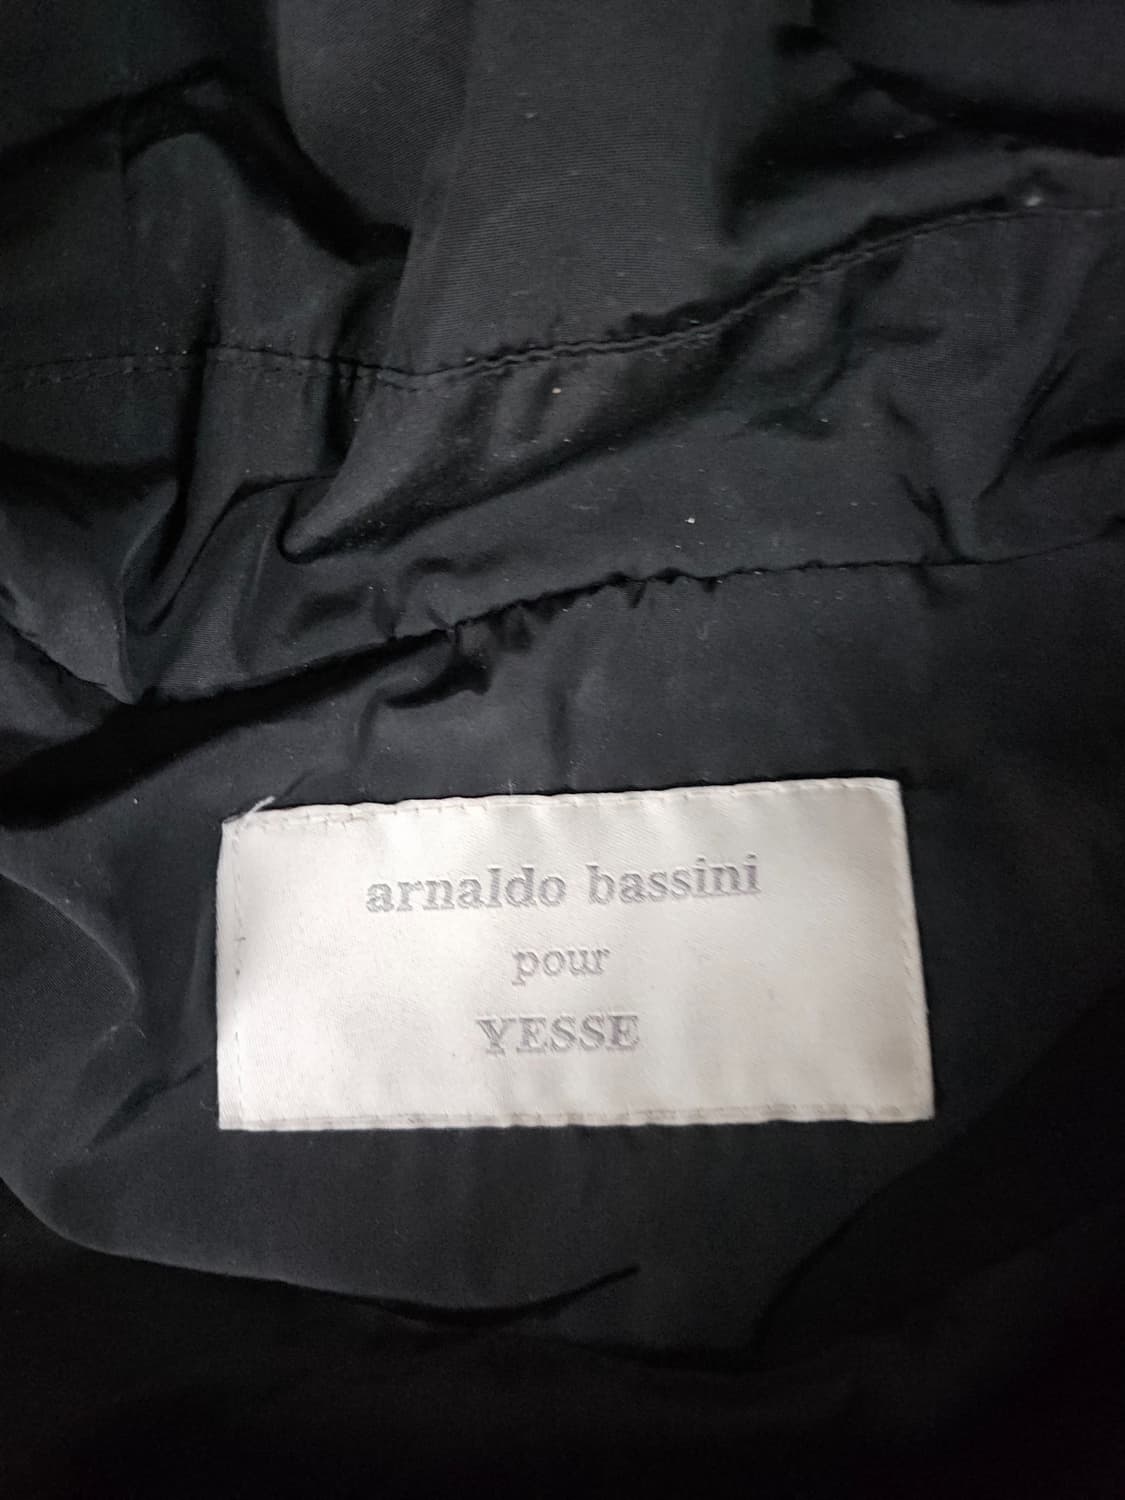 arnaldo bassini
pour
YESSE